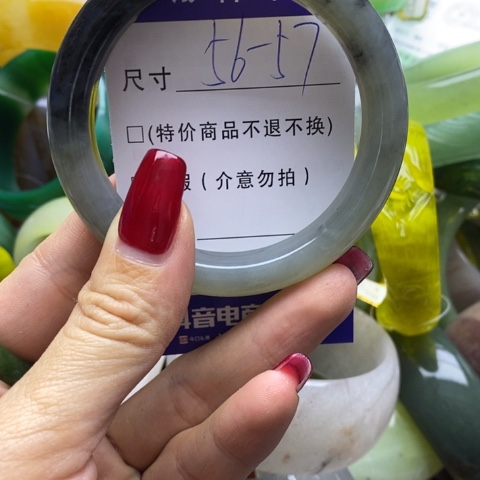 尺寸 56-57
□(特价商品不退不换)
(介意勿拍)
抖音电